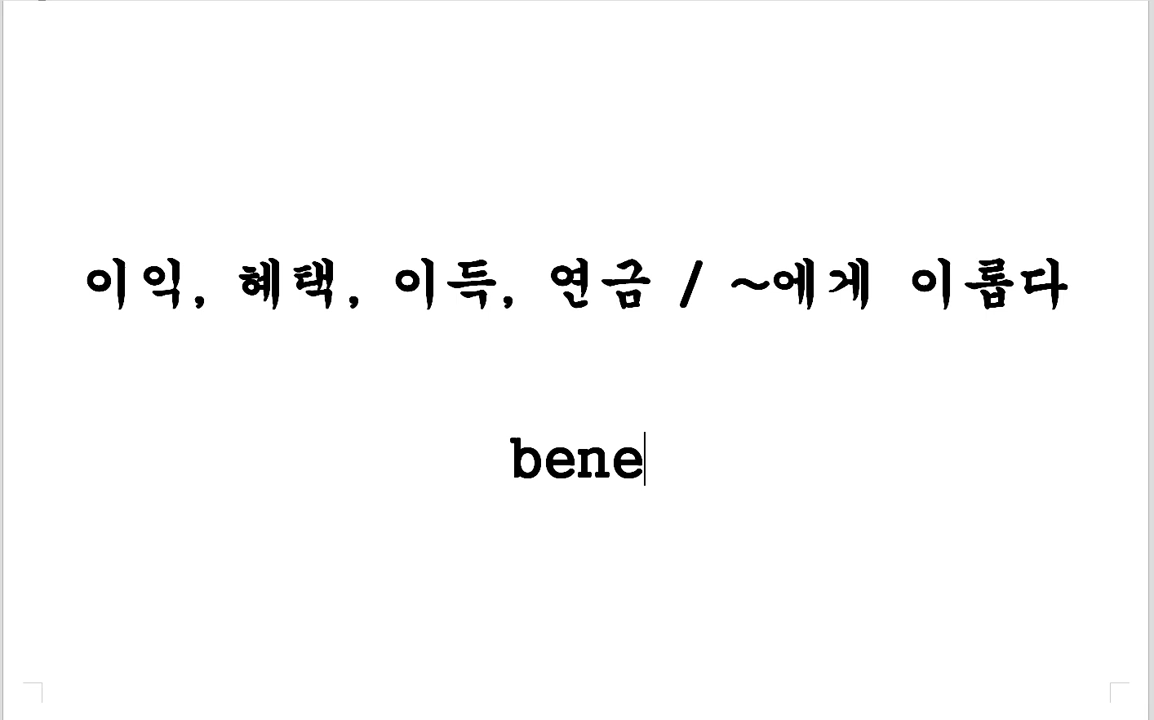 이익, 혜택, 이득, 연금 / ~에게 이롭다
bene